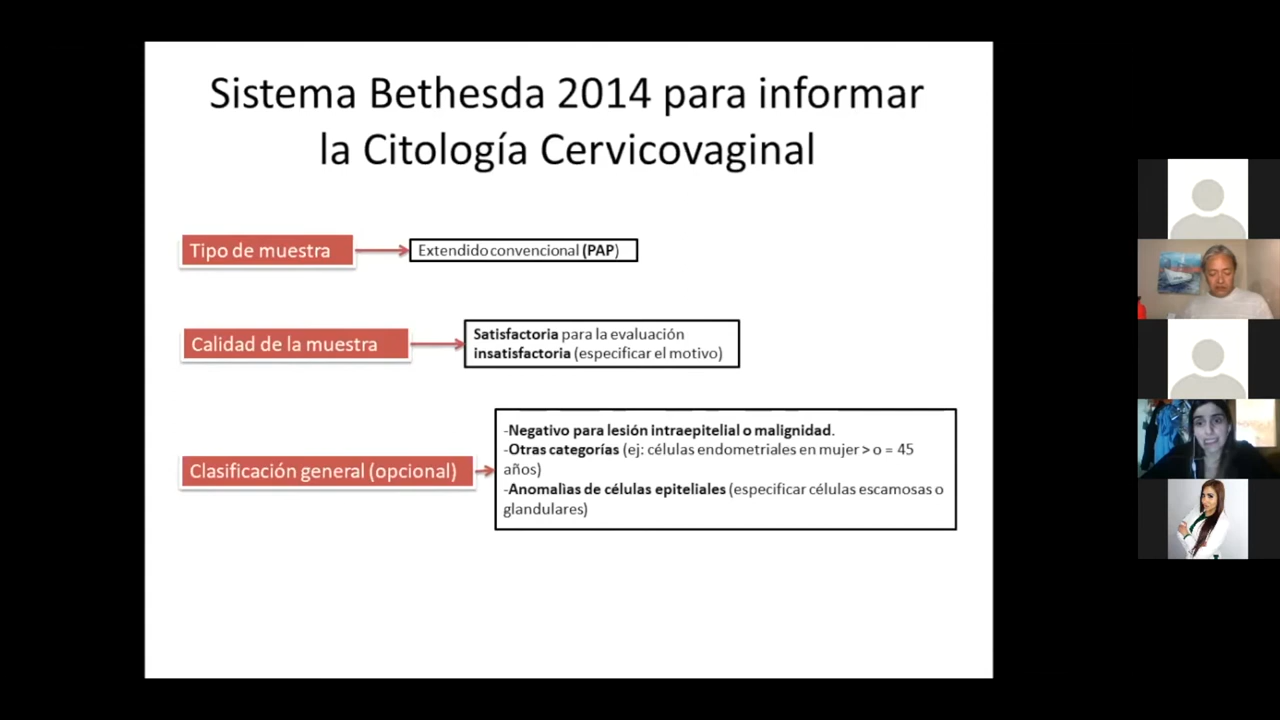 Sistema Bethesda 2014 para informar
la Citología Cervicovaginal
Tipo de muestra
Extendido convencional (PAP)
Calidad de la muestra
Satisfactoria para la evaluación
insatisfactoria (especificar el motivo)
Clasificación general (opcional)
-Negativo para lesión intraepitelial o malignidad.
-Otras categorías (ej: células endometriales en mujer > o = 45
años)
-Anomalìas de células epiteliales (especificar células escamosas o
glandulares)